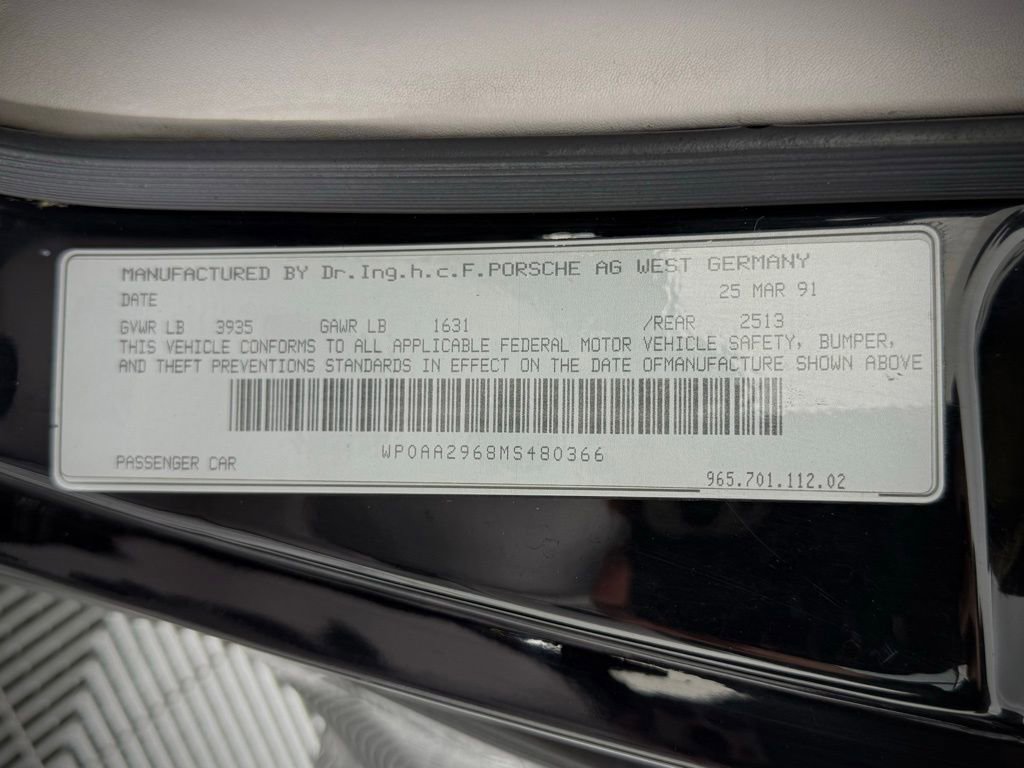 MANUFACTURED BY Dr.Ing.h.c.F.PORSCHE AG WEST GERMANY
DATE 25 MAR 91
GVWR LB 3935 GAWR LB 1631 /REAR 2513
THIS VEHICLE CONFORMS TO ALL APPLICABLE FEDERAL MOTOR VEHICLE SAFETY, BUMPER,
AND THEFT PREVENTIONS STANDARDS IN EFFECT ON THE DATE OFMANUFACTURE SHOWN ABOVE
WP0AA2968MS480366
PASSENGER CAR
965.701.112.02